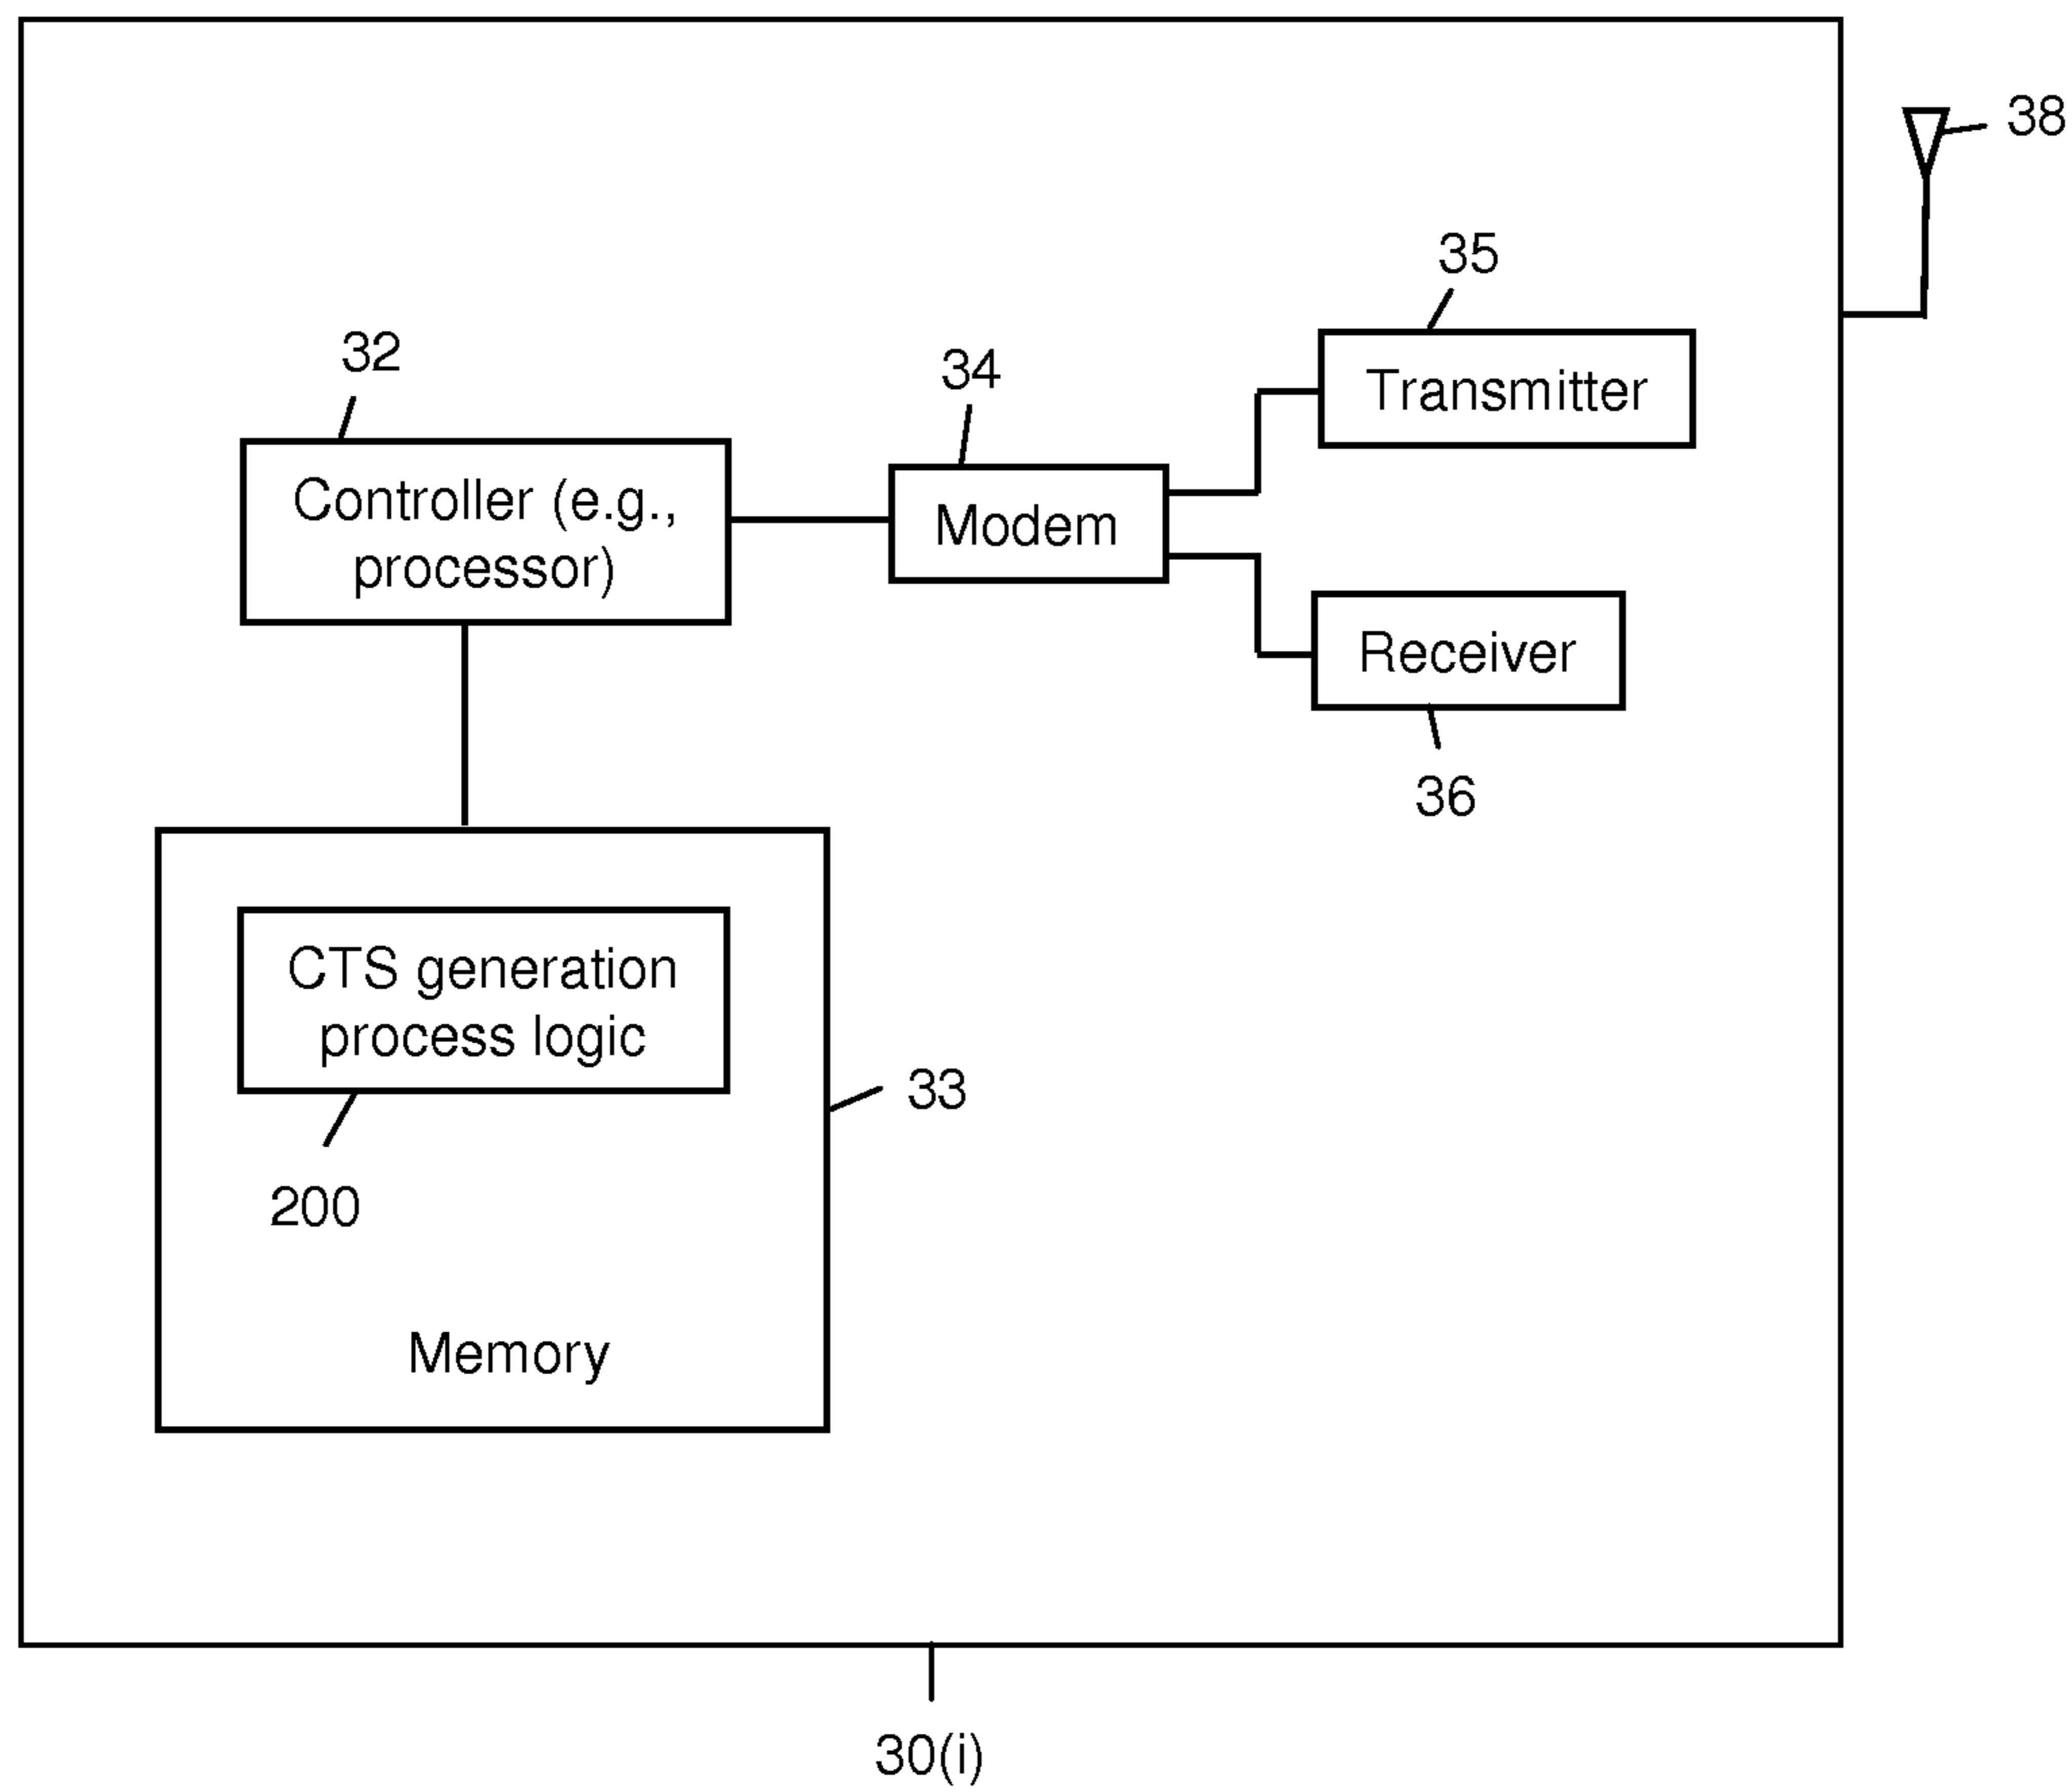 38
35
Transmitter
32
34
Controller (e.g.,
processor)
Modem
Receiver
36
CTS generation
process logic
33
200
Memory
30(i)